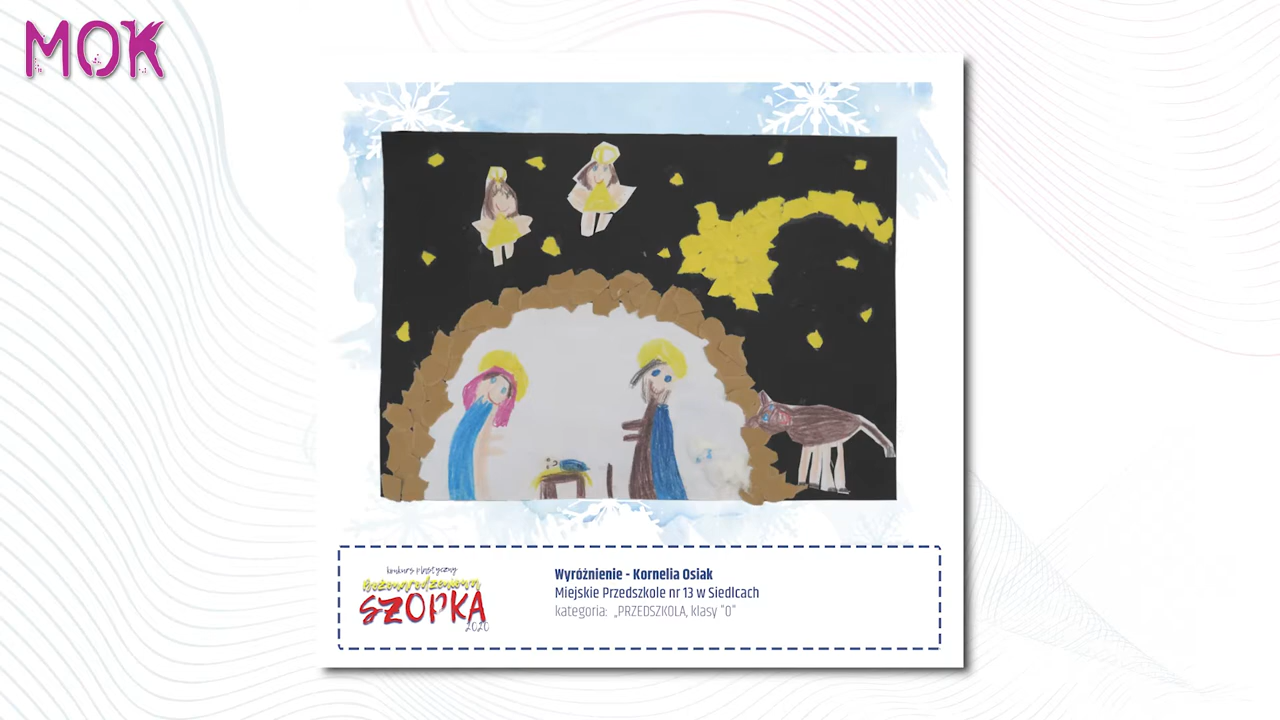 MOK
konkurs plastyczny
Bożonarodzeniowa
SZOPKA
2020
Wyróżnienie - Kornelia Osiak
Miejskie Przedszkole nr 13 w Siedlcach
kategoria: „PRZEDSZKOLA, klasy "0"